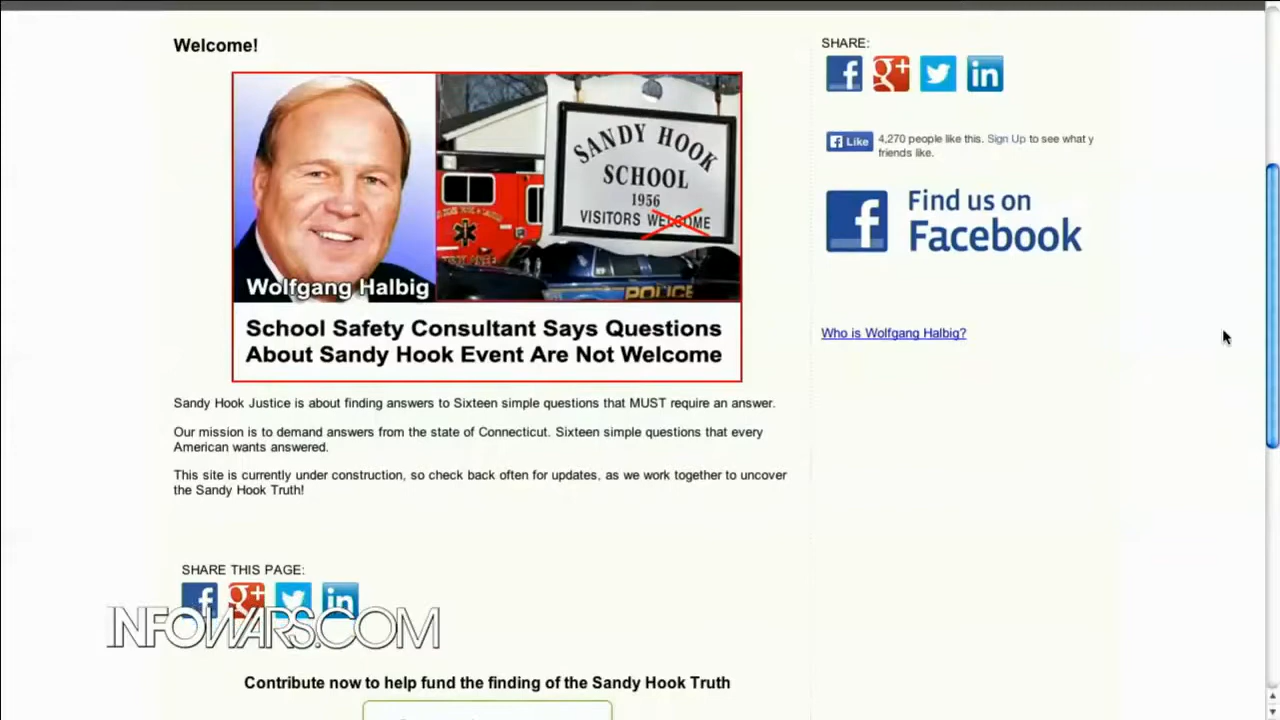 Welcome!
Wolfgang Halbig
SANDY HOOK
SCHOOL
1956
VISITORS WELCOME
POLICE
School Safety Consultant Says Questions
About Sandy Hook Event Are Not Welcome
Sandy Hook Justice is about finding answers to Sixteen simple questions that MUST require an answer.
Our mission is to demand answers from the state of Connecticut. Sixteen simple questions that every
American wants answered.
This site is currently under construction, so check back often for updates, as we work together to uncover
the Sandy Hook Truth!
SHARE THIS PAGE:
f g+ in
INFOWARS.COM
Contribute now to help fund the finding of the Sandy Hook Truth
SHARE:
f g+ in
f Like
4,270 people like this. Sign Up to see what y
friends like.
f
Find us on
Facebook
Who is Wolfgang Halbig?